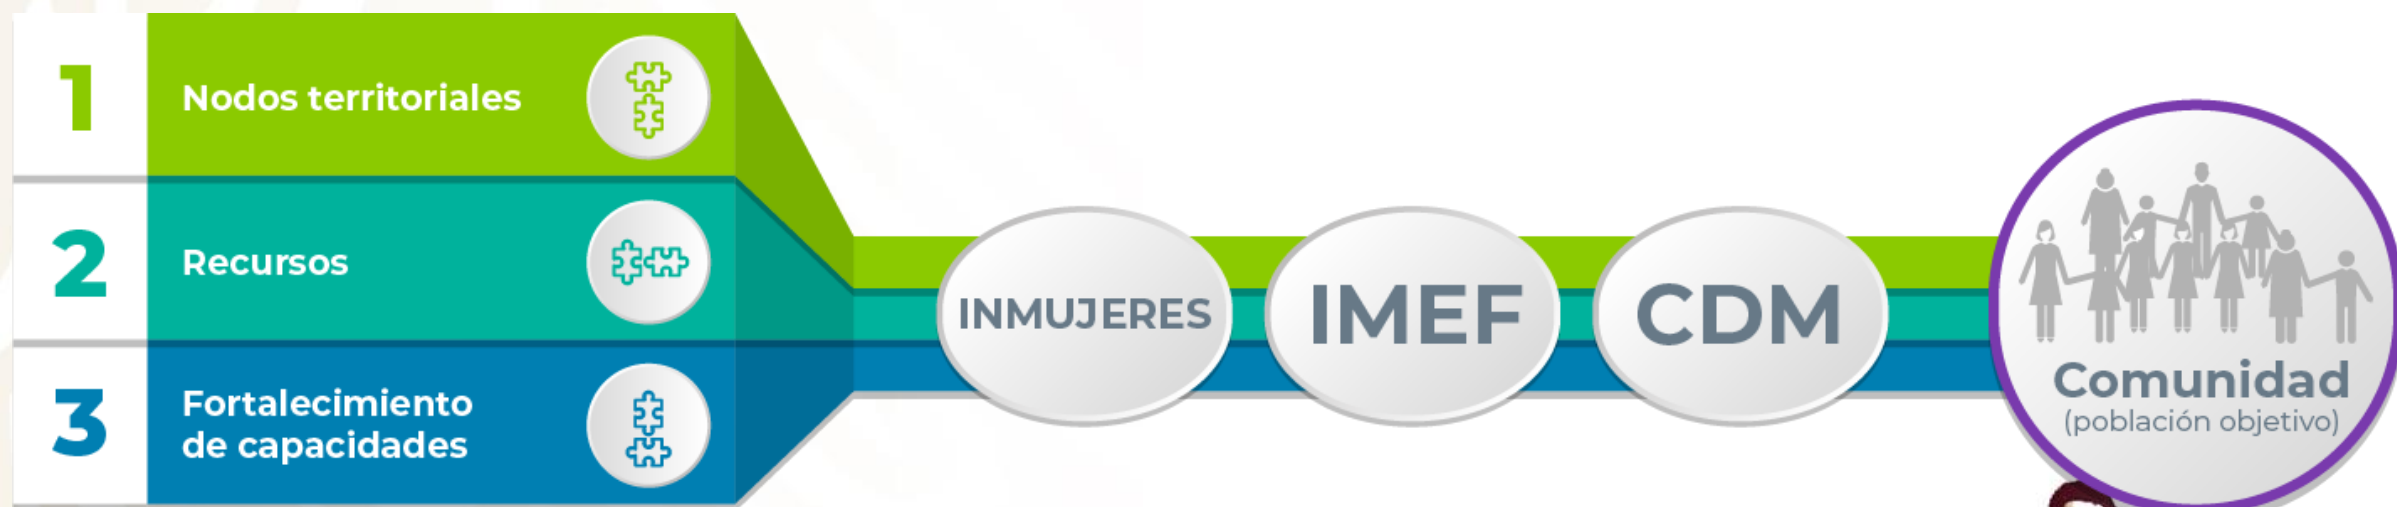 1
Nodos territoriales
2
Recursos
3
Fortalecimiento
de capacidades
INMUJERES
IMEF
CDM
Comunidad
(población objetivo)